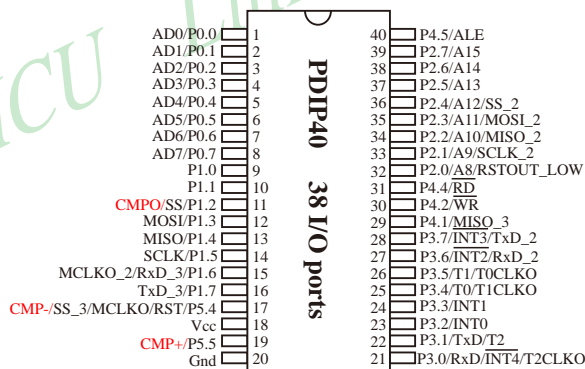 AD0/P0.0 1 40 P4.5/ALE
AD1/P0.1 2 39 P2.7/A15
AD2/P0.2 3 38 P2.6/A14
AD3/P0.3 4 37 P2.5/A13
AD4/P0.4 5 36 P2.4/A12/SS_2
AD5/P0.5 6 35 P2.3/A11/MOSI_2
AD6/P0.6 7 34 P2.2/A10/MISO_2
AD7/P0.7 8 33 P2.1/A9/SCLK_2
P1.0 9 32 P2.0/A8/RSTOUT_LOW
P1.1 10 31 P4.4/RD
CMPO/SS/P1.2 11 30 P4.2/WR
MOSI/P1.3 12 29 P4.1/MISO_3
MISO/P1.4 13 28 P3.7/INT3/TxD_2
SCLK/P1.5 14 27 P3.6/INT2/RxD_2
MCLKO_2/RxD_3/P1.6 15 26 P3.5/T1/T0CLKO
TxD_3/P1.7 16 25 P3.4/T0/T1CLKO
CMP-/SS_3/MCLKO/RST/P5.4 17 24 P3.3/INT1
Vcc 18 23 P3.2/INT0
CMP+/P5.5 19 22 P3.1/TxD/T2
Gnd 20 21 P3.0/RxD/INT4/T2CLKO
PDIP40 38 I/O ports
MCU